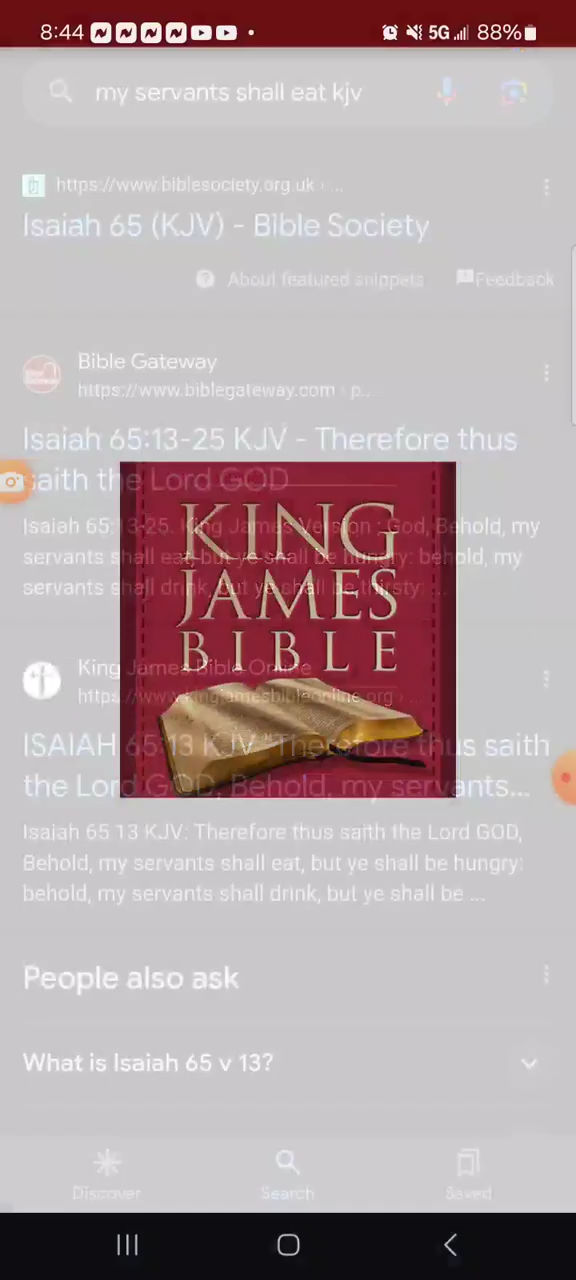 8:44 5G 88%
my servants shall eat kjv
https://www.biblesociety.org.uk › ...
Isaiah 65 (KJV) - Bible Society
About featured snippets Feedback
Bible Gateway
https://www.biblegateway.com › p...
Isaiah 65:13-25 KJV - Therefore thus
saith the Lord GOD
Isaiah 65:13-25. King James Version : God, Behold, my
servants shall eat, but ye shall be hungry: behold, my
servants shall drink, but ye shall be thirsty: ...
KING
JAMES
BIBLE
King James Bible Online
https://www.kingjamesbibleonline.org › ...
ISAIAH 65:13 KJV "Therefore thus saith
the Lord GOD, Behold, my servants...
Isaiah 65 13 KJV: Therefore thus saith the Lord GOD,
Behold, my servants shall eat, but ye shall be hungry:
behold, my servants shall drink, but ye shall be ...
People also ask
What is Isaiah 65 v 13?
Discover Search Saved